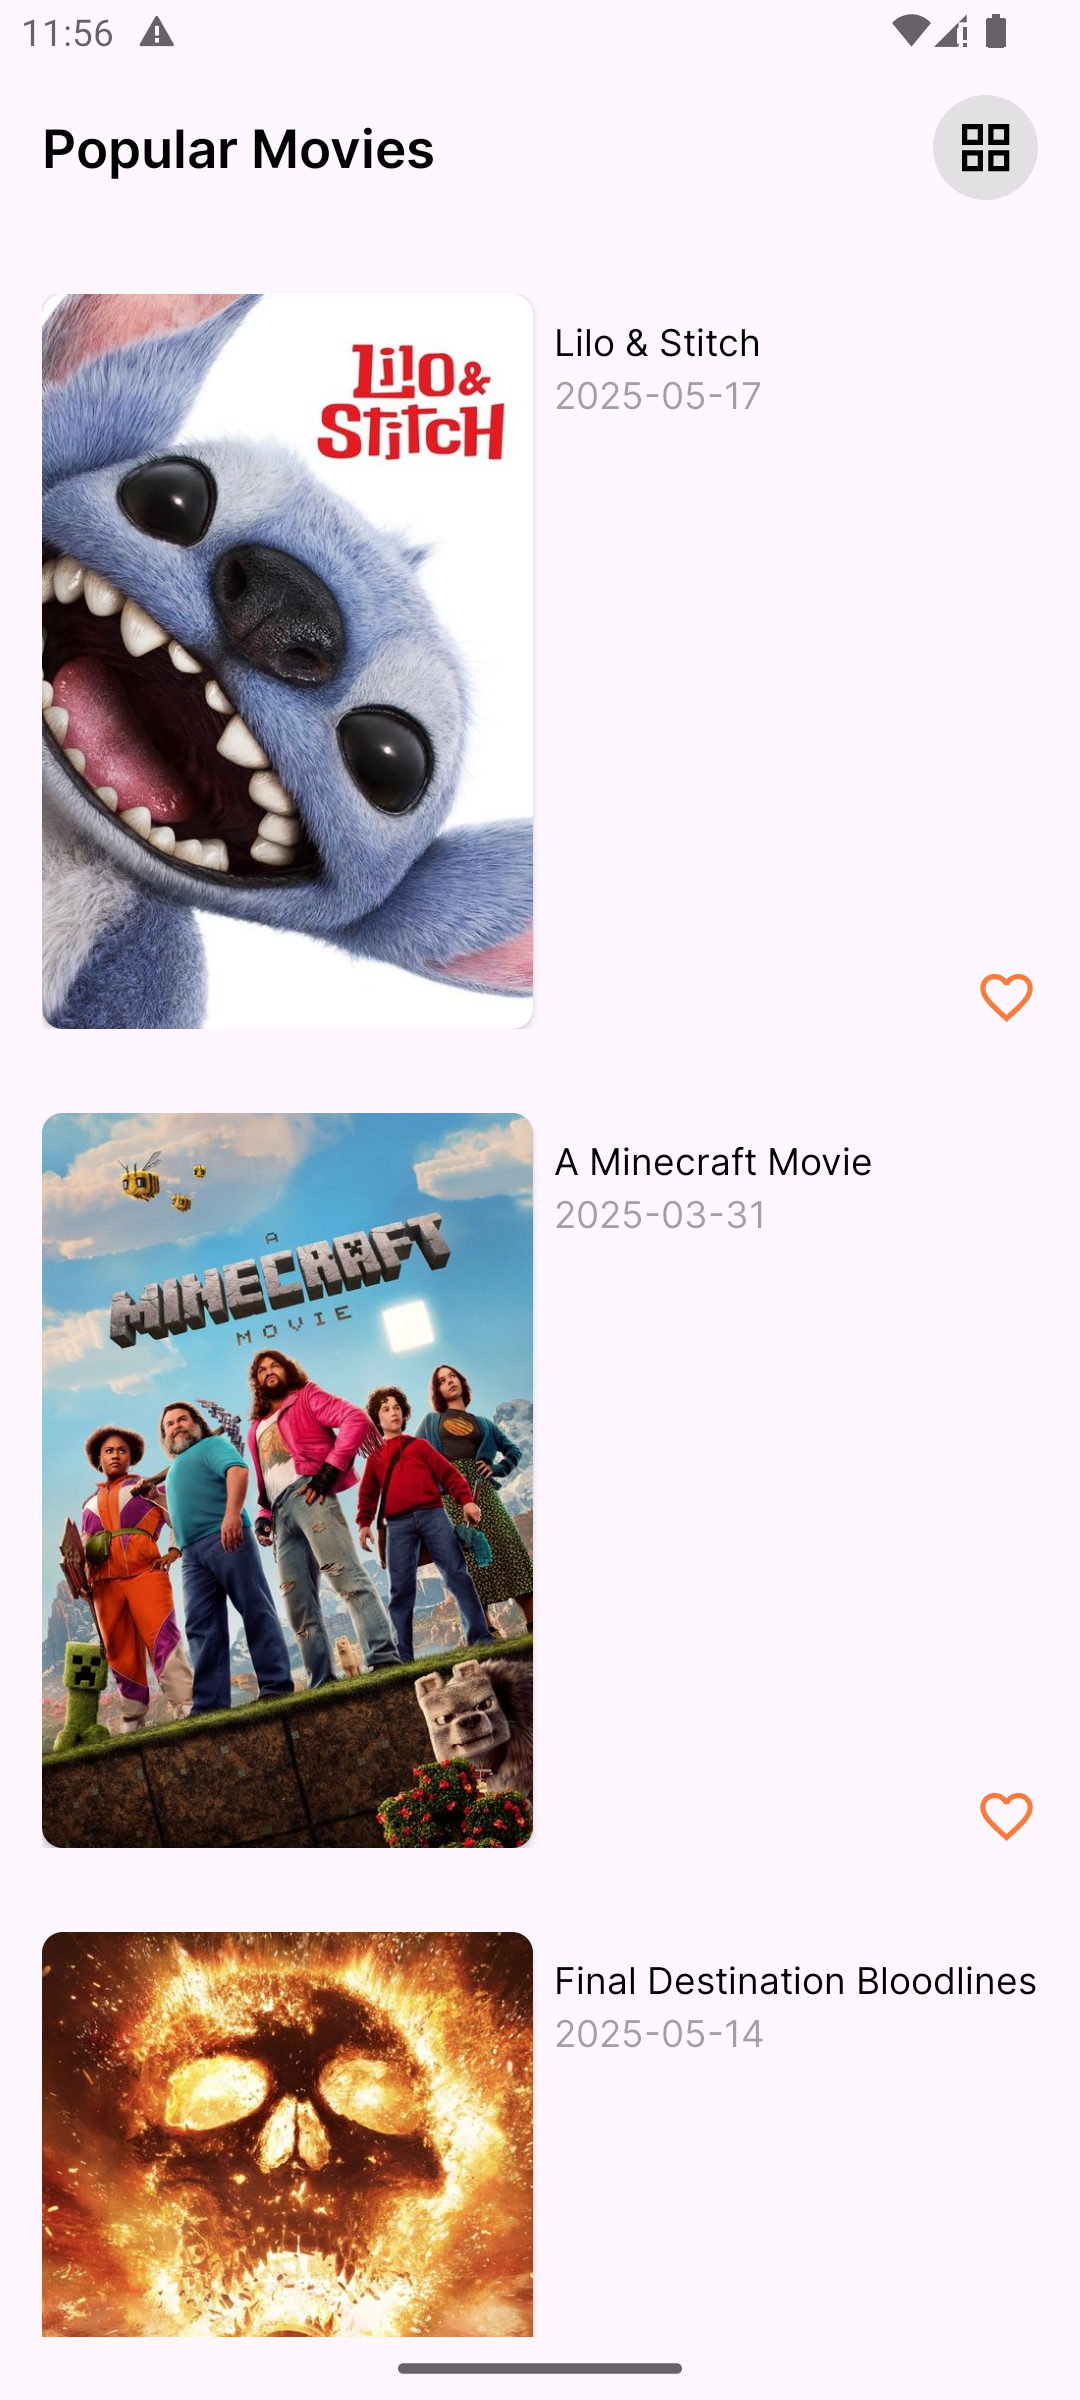 11:56
Popular Movies
Lilo &
Stitch
Lilo & Stitch
2025-05-17
A
MINECRAFT
MOVIE
A Minecraft Movie
2025-03-31
Final Destination Bloodlines
2025-05-14